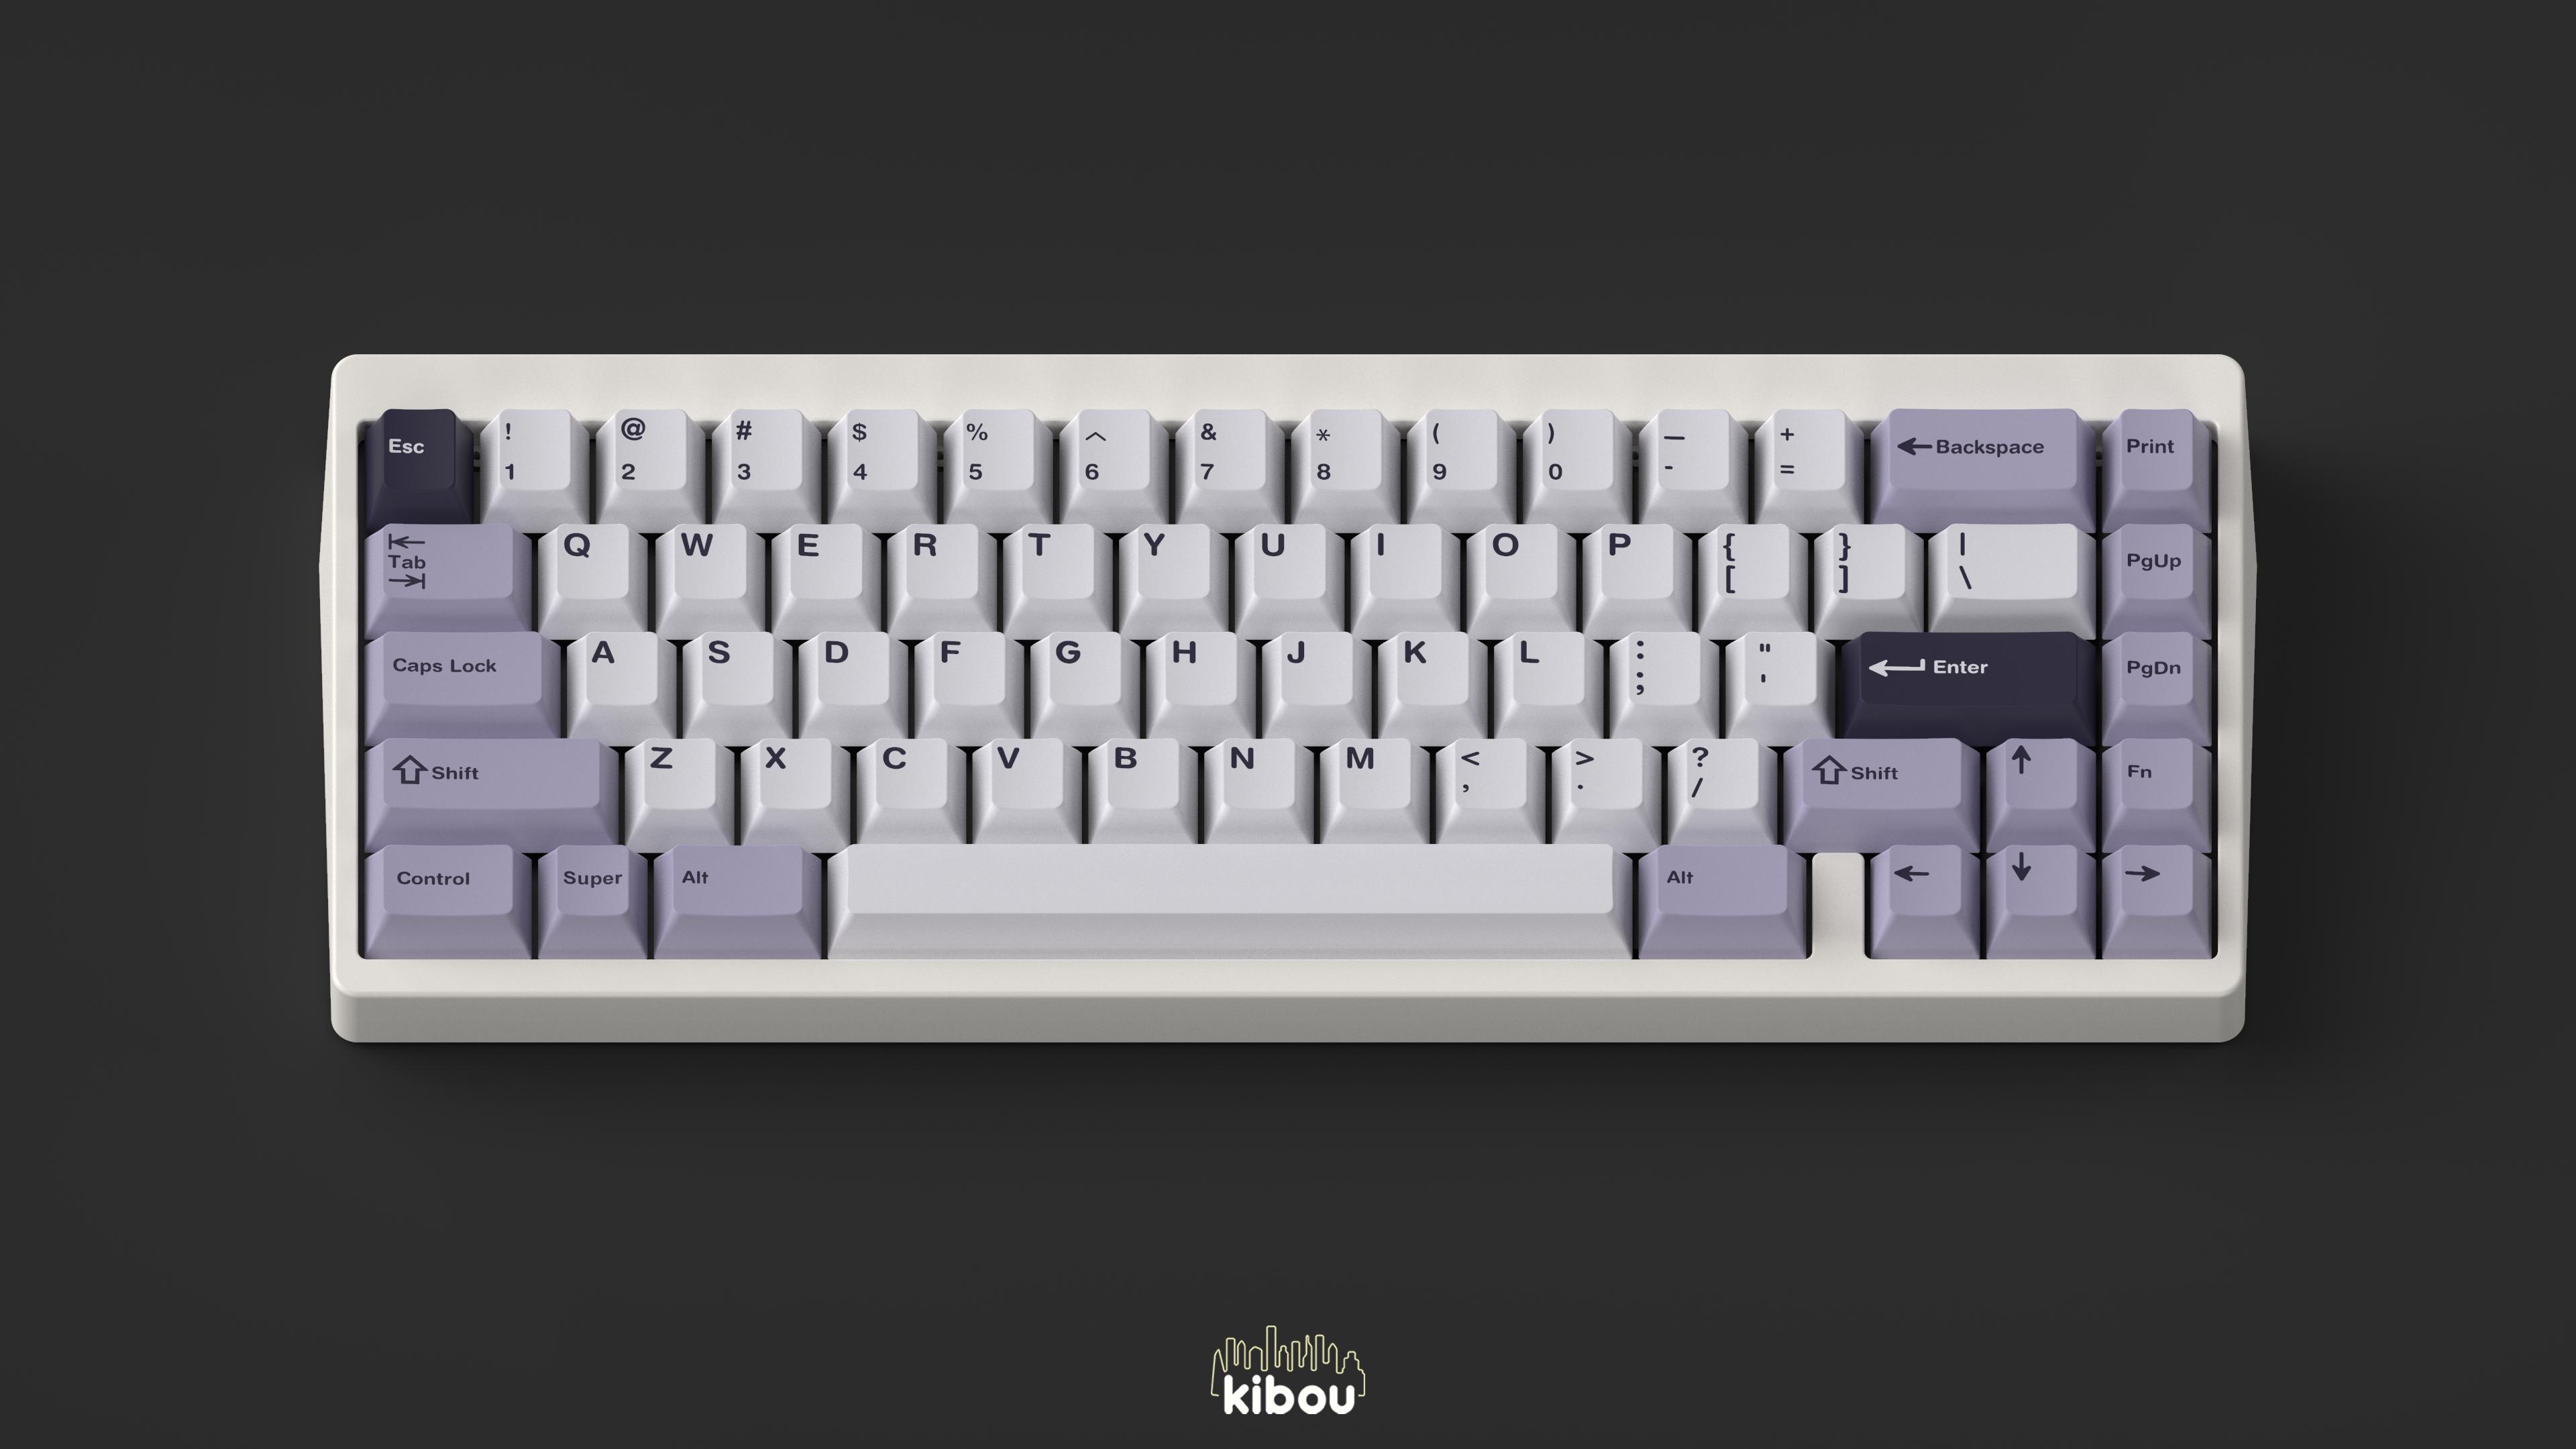 Esc ! @ # $ % ^ & * ( ) _ + ← Backspace Print
1 2 3 4 5 6 7 8 9 0 - =
⇤ Tab ⇥ Q W E R T Y U I O P { } | PgUp
[ ] \
Caps Lock A S D F G H J K L : " ↵ Enter PgDn
; '
⇧ Shift Z X C V B N M < > ? ⇧ Shift ↑ Fn
, . /
Control Super Alt Alt ← ↓ →
kibou